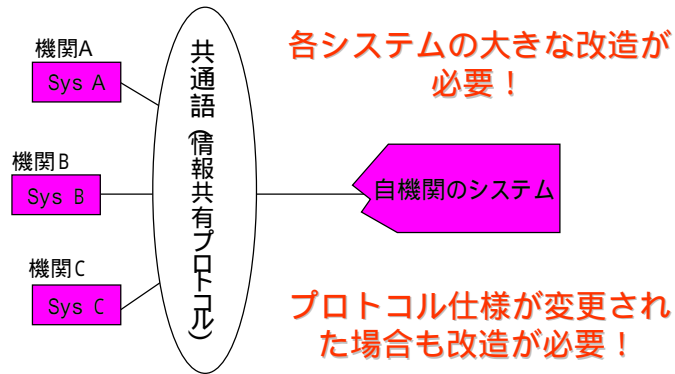 機関A
Sys A
機関B
Sys B
機関C
Sys C
共通語(情報共有プロトコル)
各システムの大きな改造が
必要!
自機関のシステム
プロトコル仕様が変更され
た場合も改造が必要!